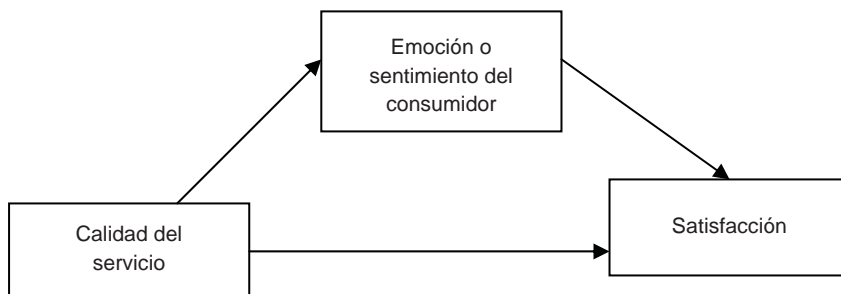 Emoción o
sentimiento del
consumidor
Calidad del
servicio
Satisfacción